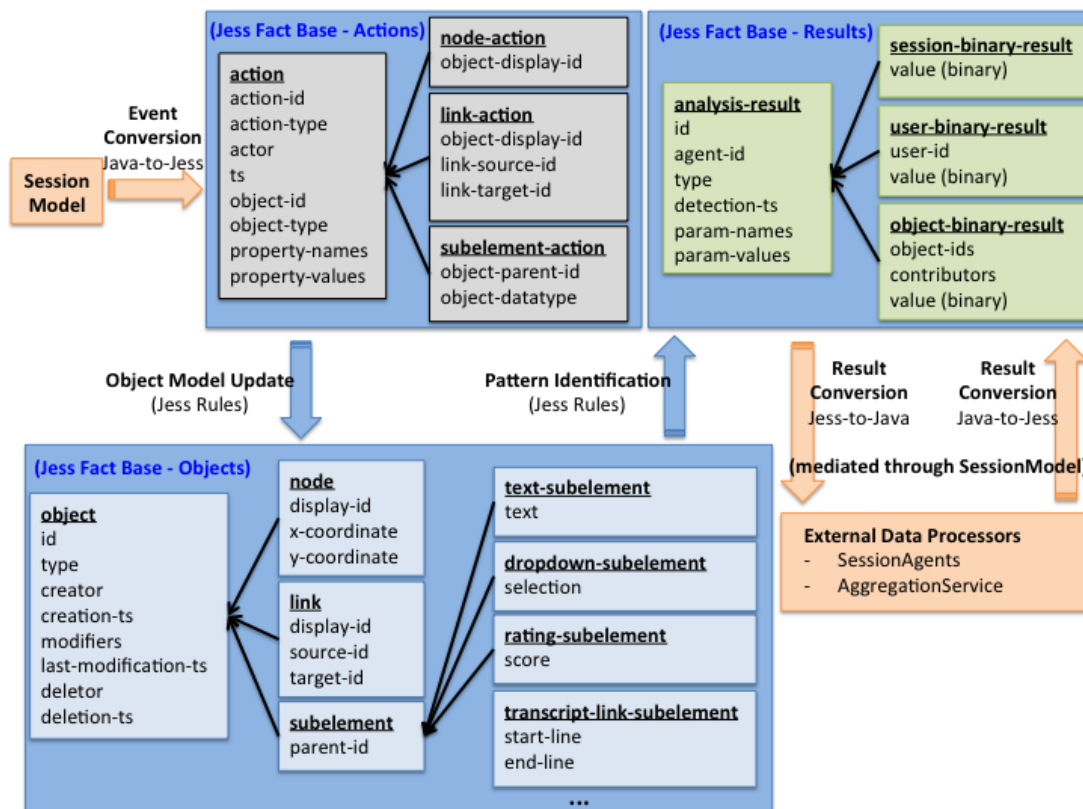 (Jess Fact Base - Actions)
action
action-id
action-type
actor
ts
object-id
object-type
property-names
property-values
node-action
object-display-id
link-action
object-display-id
link-source-id
link-target-id
subelement-action
object-parent-id
object-datatype
(Jess Fact Base - Results)
analysis-result
id
agent-id
type
detection-ts
param-names
param-values
session-binary-result
value (binary)
user-binary-result
user-id
value (binary)
object-binary-result
object-ids
contributors
value (binary)
Event
Conversion
Java-to-Jess
Session
Model
Object Model Update
(Jess Rules)
Pattern Identification
(Jess Rules)
Result
Conversion
Jess-to-Java
Result
Conversion
Java-to-Jess
(mediated through SessionModel)
(Jess Fact Base - Objects)
object
id
type
creator
creation-ts
modifiers
last-modification-ts
deletor
deletion-ts
node
display-id
x-coordinate
y-coordinate
link
display-id
source-id
target-id
subelement
parent-id
text-subelement
text
dropdown-subelement
selection
rating-subelement
score
transcript-link-subelement
start-line
end-line
...
External Data Processors
- SessionAgents
- AggregationService